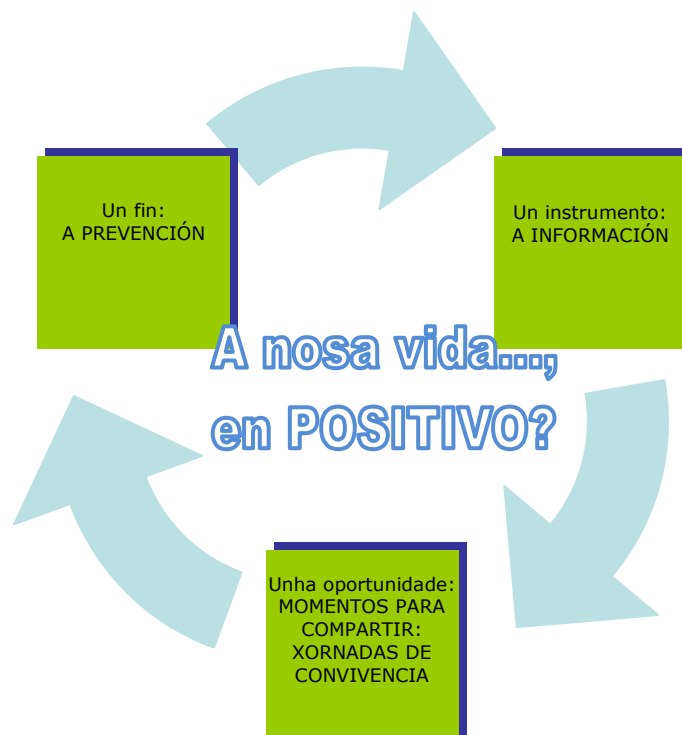 Un fin:
A PREVENCIÓN
Un instrumento:
A INFORMACIÓN
A nosa vida...,
en POSITIVO?
Unha oportunidade:
MOMENTOS PARA
COMPARTIR:
XORNADAS DE
CONVIVENCIA